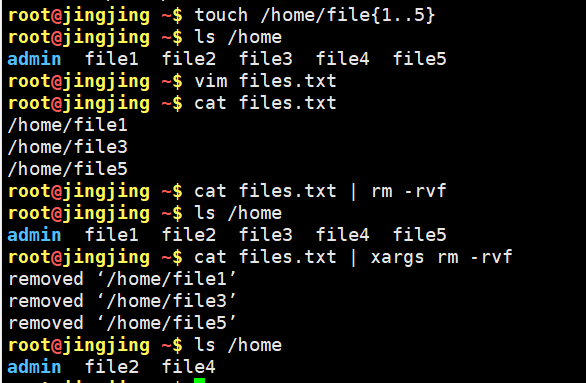 root@jingjing ~$ touch /home/file{1..5}
root@jingjing ~$ ls /home
admin  file1  file2  file3  file4  file5
root@jingjing ~$ vim files.txt
root@jingjing ~$ cat files.txt
/home/file1
/home/file3
/home/file5
root@jingjing ~$ cat files.txt | rm -rvf
root@jingjing ~$ ls /home
admin  file1  file2  file3  file4  file5
root@jingjing ~$ cat files.txt | xargs rm -rvf
removed ‘/home/file1’
removed ‘/home/file3’
removed ‘/home/file5’
root@jingjing ~$ ls /home
admin  file2  file4